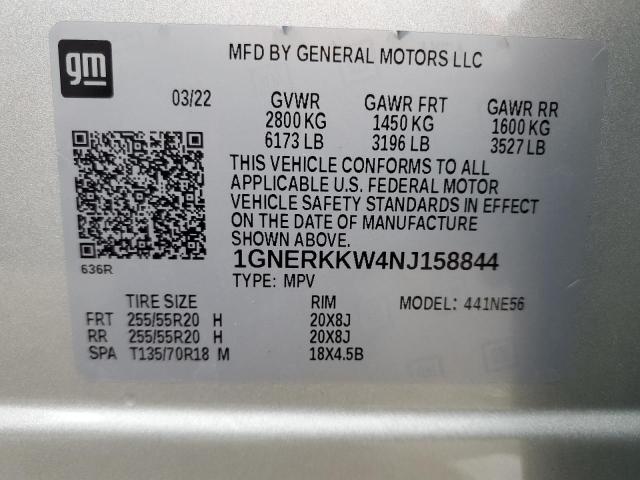 gm
MFD BY GENERAL MOTORS LLC
03/22 GVWR GAWR FRT GAWR RR
2800 KG 1450 KG 1600 KG
6173 LB 3196 LB 3527 LB
THIS VEHICLE CONFORMS TO ALL
APPLICABLE U.S. FEDERAL MOTOR
VEHICLE SAFETY STANDARDS IN EFFECT
ON THE DATE OF MANUFACTURE
SHOWN ABOVE.
636R
1GNERKKW4NJ158844
TYPE: MPV
TIRE SIZE RIM MODEL: 441NE56
FRT 255/55R20 H 20X8J
RR 255/55R20 H 20X8J
SPA T135/70R18 M 18X4.5B